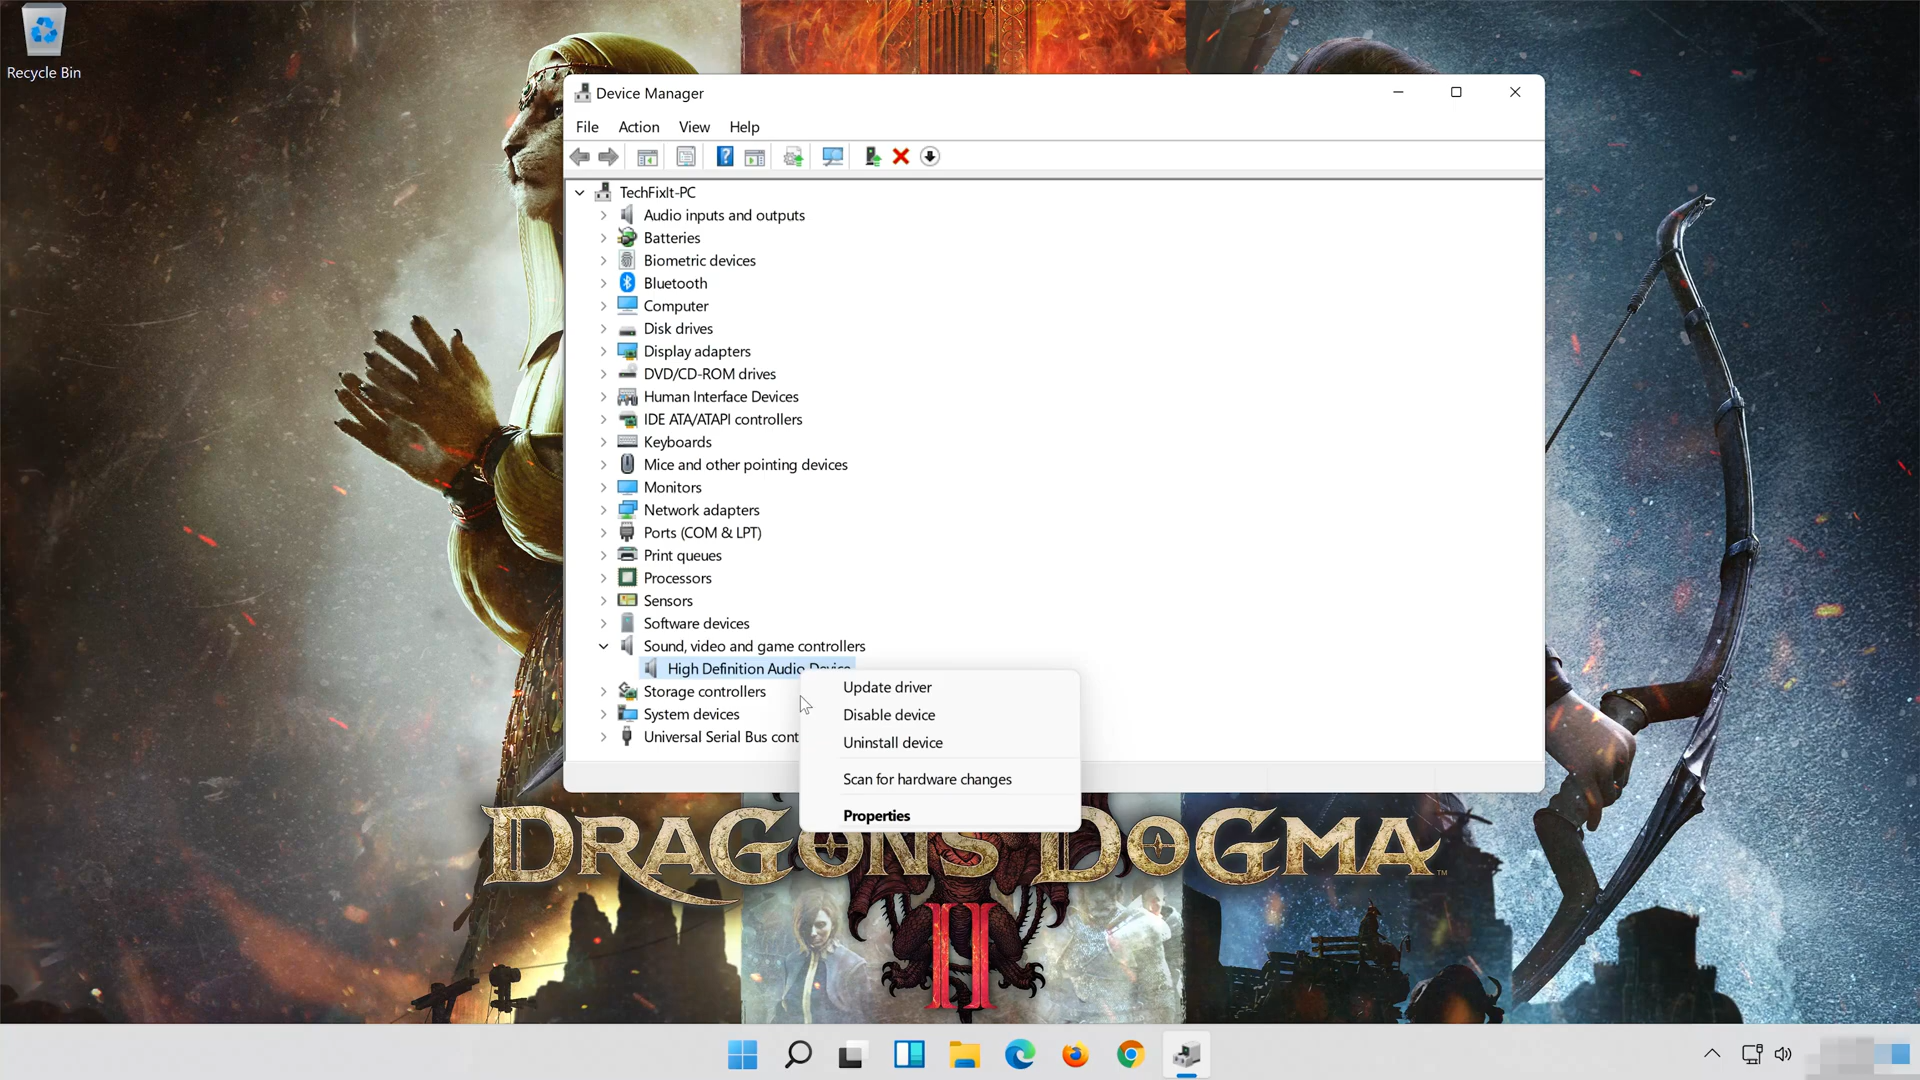 Recycle Bin
Device Manager
File Action View Help
TechFixIt-PC
Audio inputs and outputs
Batteries
Biometric devices
Bluetooth
Computer
Disk drives
Display adapters
DVD/CD-ROM drives
Human Interface Devices
IDE ATA/ATAPI controllers
Keyboards
Mice and other pointing devices
Monitors
Network adapters
Ports (COM & LPT)
Print queues
Processors
Sensors
Software devices
Sound, video and game controllers
High Definition Audio Device
Storage controllers
System devices
Universal Serial Bus cont
Update driver
Disable device
Uninstall device
Scan for hardware changes
Properties
DRAGON'S DOGMA™
II